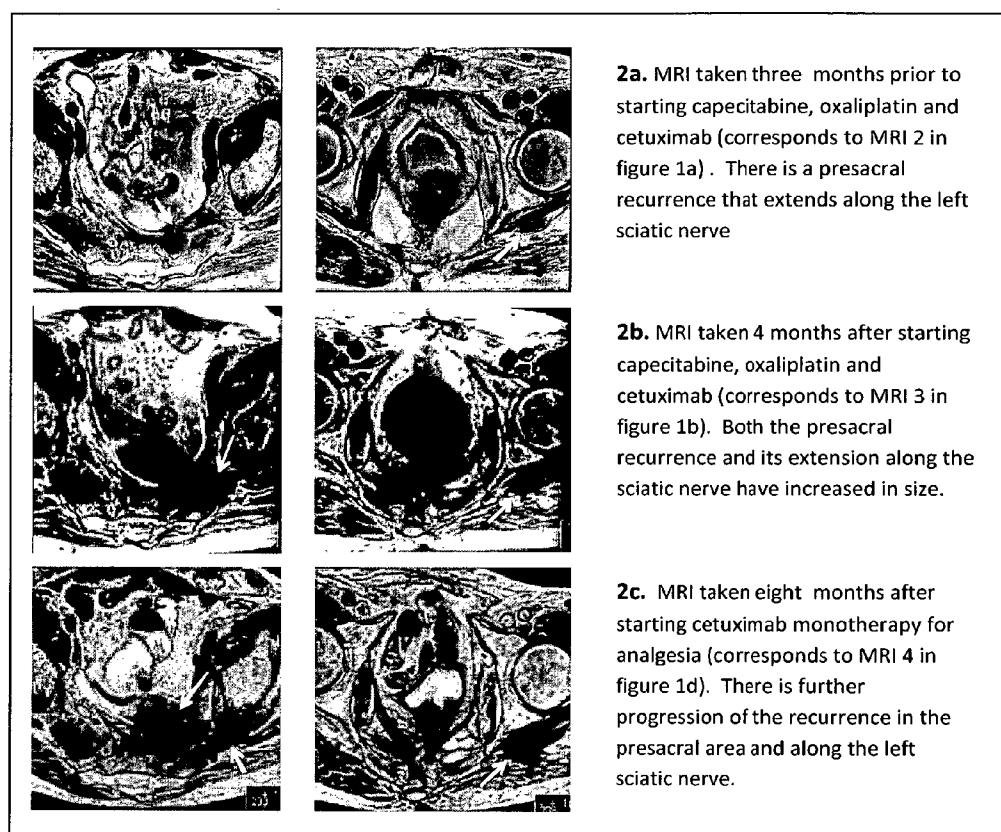 2a. MRI taken three months prior to
starting capecitabine, oxaliplatin and
cetuximab (corresponds to MRI 2 in
figure 1a) . There is a presacral
recurrence that extends along the left
sciatic nerve
2b. MRI taken 4 months after starting
capecitabine, oxaliplatin and
cetuximab (corresponds to MRI 3 in
figure 1b). Both the presacral
recurrence and its extension along the
sciatic nerve have increased in size.
2c. MRI taken eight months after
starting cetuximab monotherapy for
analgesia (corresponds to MRI 4 in
figure 1d). There is further
progression of the recurrence in the
presacral area and along the left
sciatic nerve.